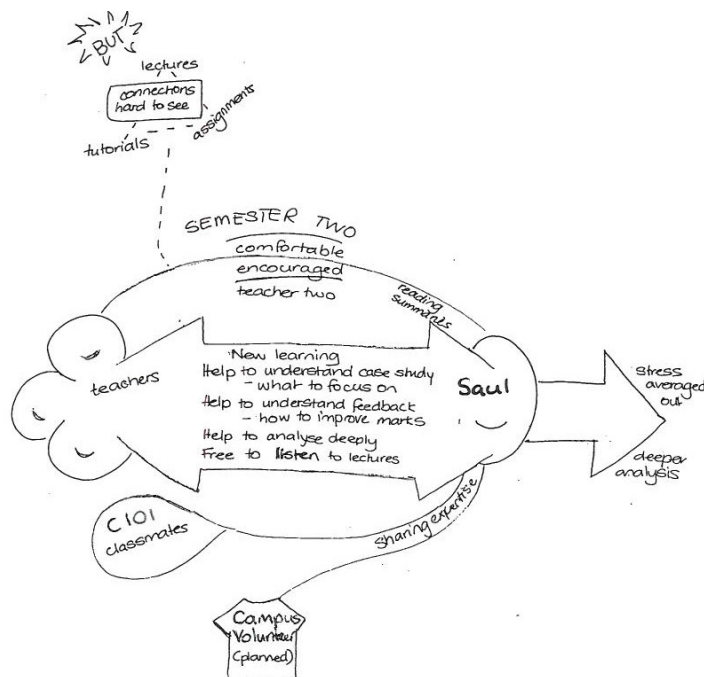 BUT
lectures
connections
hard to see
assignments
tutorials
SEMESTER TWO
comfortable
encouraged
teacher two
reading
summaries
teachers
New learning
Help to understand case study
- what to focus on
Help to understand feedback
- how to improve marks
Help to analyse deeply
Free to listen to lectures
Saul
stress
averaged
out
deeper
analysis
C101
classmates
sharing expertise
Campus
Volunteer
(planned)